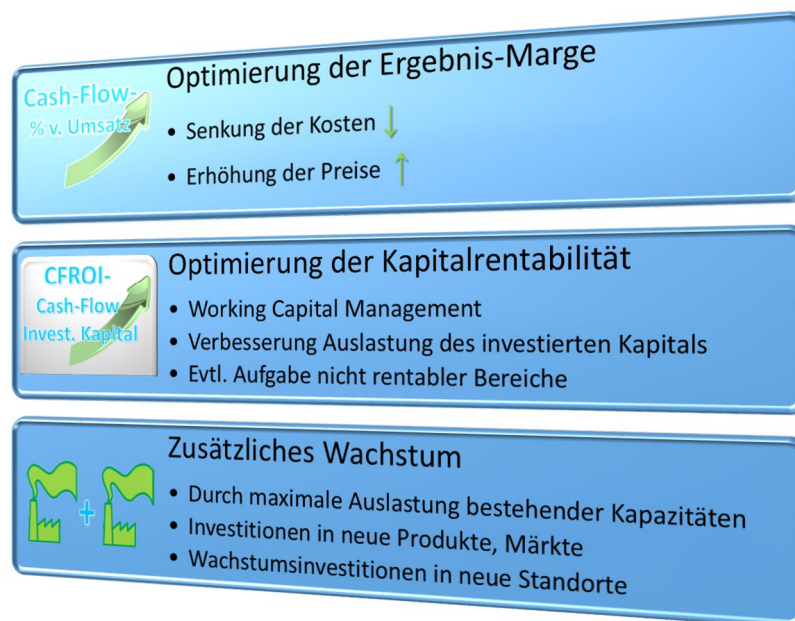 Cash-Flow-
% v. Umsatz
Optimierung der Ergebnis-Marge
• Senkung der Kosten ↓
• Erhöhung der Preise ↑
CFROI-
Cash-Flow
Invest. Kapital
Optimierung der Kapitalrentabilität
• Working Capital Management
• Verbesserung Auslastung des investierten Kapitals
• Evtl. Aufgabe nicht rentabler Bereiche
+
Zusätzliches Wachstum
• Durch maximale Auslastung bestehender Kapazitäten
• Investitionen in neue Produkte, Märkte
• Wachstumsinvestitionen in neue Standorte